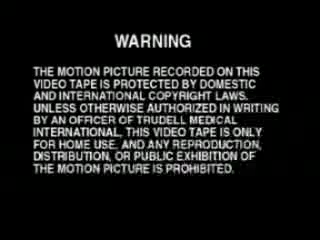 WARNING
THE MOTION PICTURE RECORDED ON THIS
VIDEO TAPE IS PROTECTED BY DOMESTIC
AND INTERNATIONAL COPYRIGHT LAWS.
UNLESS OTHERWISE AUTHORIZED IN WRITING
BY AN OFFICER OF TRUDELL MEDICAL
INTERNATIONAL, THIS VIDEO TAPE IS ONLY
FOR HOME USE, AND ANY REPRODUCTION,
DISTRIBUTION, OR PUBLIC EXHIBITION OF
THE MOTION PICTURE IS PROHIBITED.